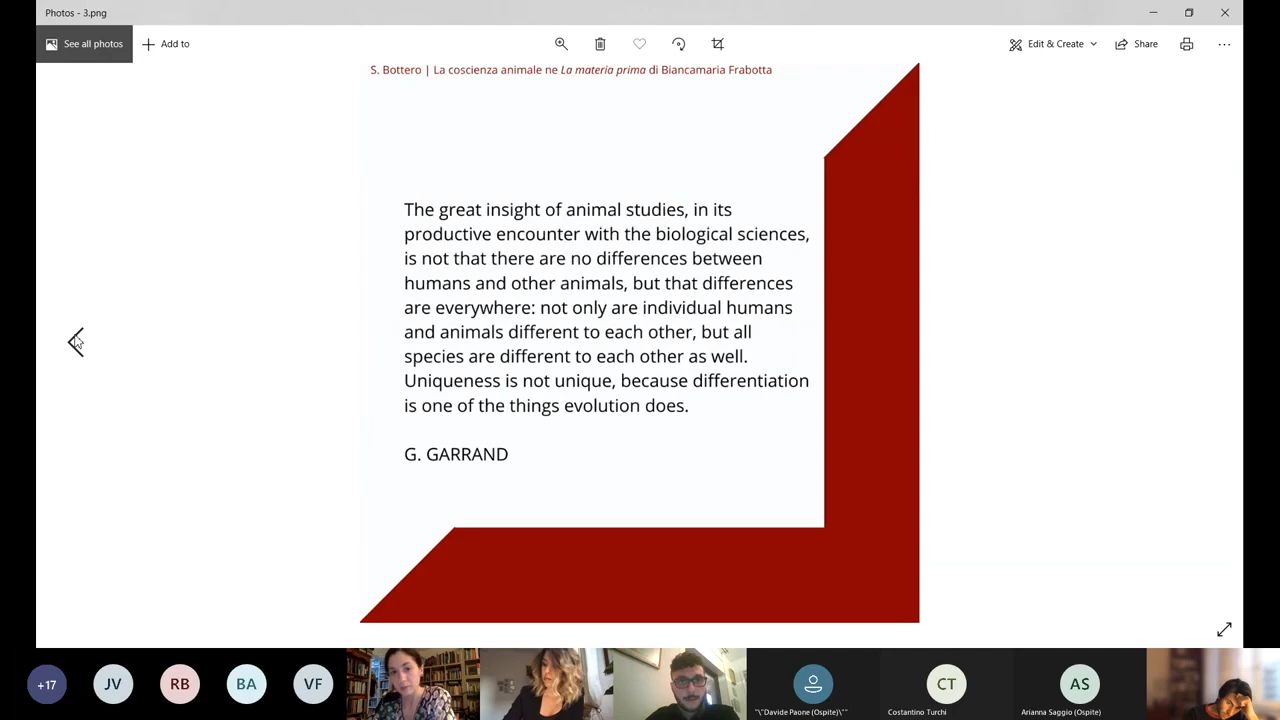 Photos - 3.png
See all photos
Add to
Edit & Create
Share
S. Bottero | La coscienza animale ne La materia prima di Biancamaria Frabotta
The great insight of animal studies, in its
productive encounter with the biological sciences,
is not that there are no differences between
humans and other animals, but that differences
are everywhere: not only are individual humans
and animals different to each other, but all
species are different to each other as well.
Uniqueness is not unique, because differentiation
is one of the things evolution does.
G. GARRAND
+17
JV
RB
BA
VF
CT
AS
"\"Davide Paone (Ospite)\""
Costantino Turchi
Arianna Saggio (Ospite)